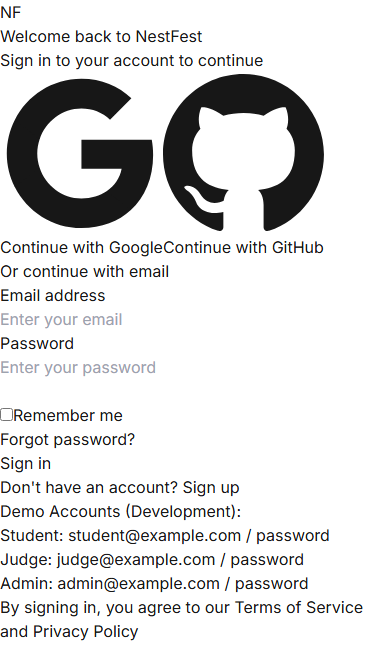 NF
Welcome back to NestFest
Sign in to your account to continue
Continue with GoogleContinue with GitHub
Or continue with email
Email address
Enter your email
Password
Enter your password
Remember me
Forgot password?
Sign in
Don't have an account? Sign up
Demo Accounts (Development):
Student: student@example.com / password
Judge: judge@example.com / password
Admin: admin@example.com / password
By signing in, you agree to our Terms of Service
and Privacy Policy